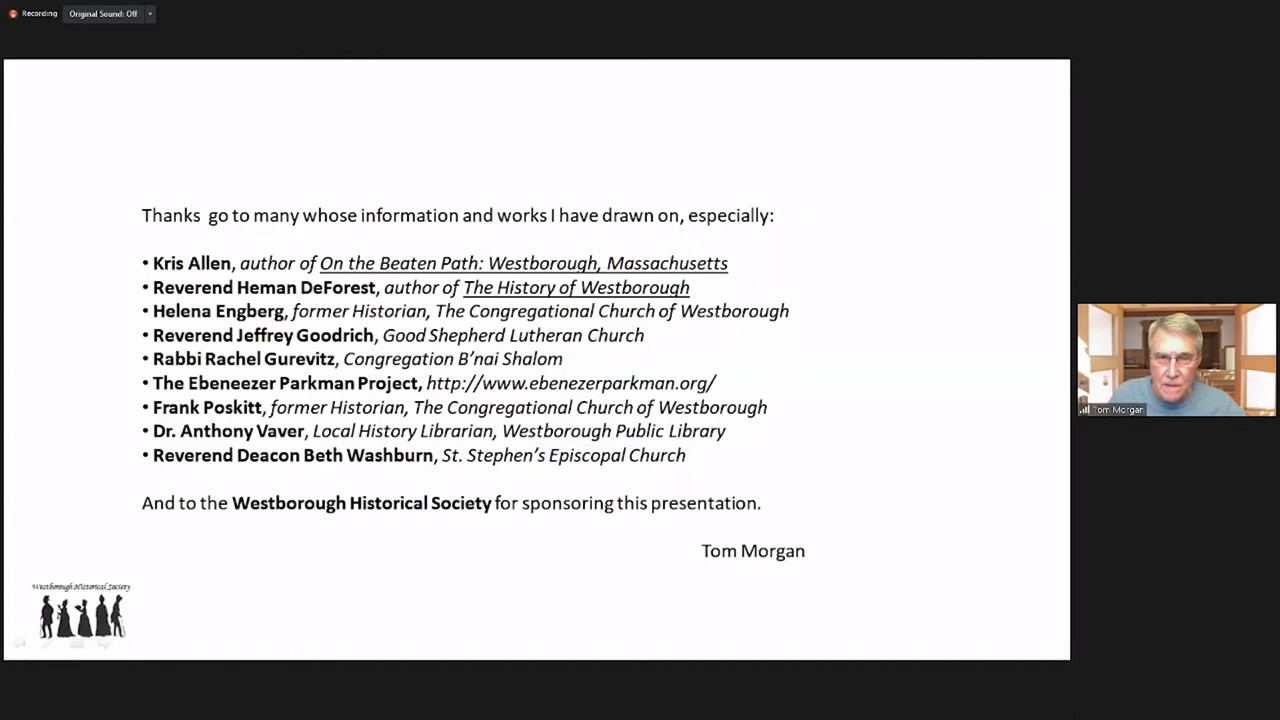 Recording Original Sound: Off
Thanks go to many whose information and works I have drawn on, especially:
• Kris Allen, author of On the Beaten Path: Westborough, Massachusetts
• Reverend Heman DeForest, author of The History of Westborough
• Helena Engberg, former Historian, The Congregational Church of Westborough
• Reverend Jeffrey Goodrich, Good Shepherd Lutheran Church
• Rabbi Rachel Gurevitz, Congregation B’nai Shalom
• The Ebeneezer Parkman Project, http://www.ebenezerparkman.org/
• Frank Poskitt, former Historian, The Congregational Church of Westborough
• Dr. Anthony Vaver, Local History Librarian, Westborough Public Library
• Reverend Deacon Beth Washburn, St. Stephen’s Episcopal Church
And to the Westborough Historical Society for sponsoring this presentation.
Tom Morgan
Westborough Historical Society
Tom Morgan